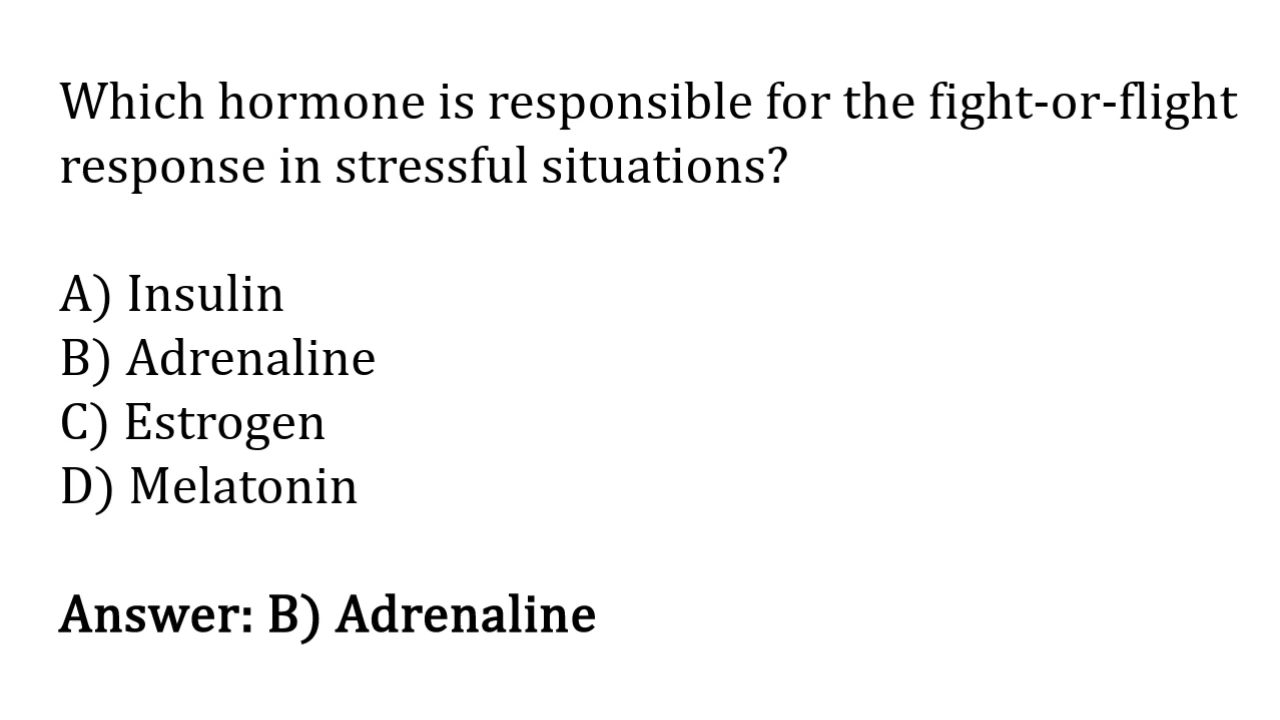 Which hormone is responsible for the fight-or-flight
response in stressful situations?
A) Insulin
B) Adrenaline
C) Estrogen
D) Melatonin
Answer: B) Adrenaline